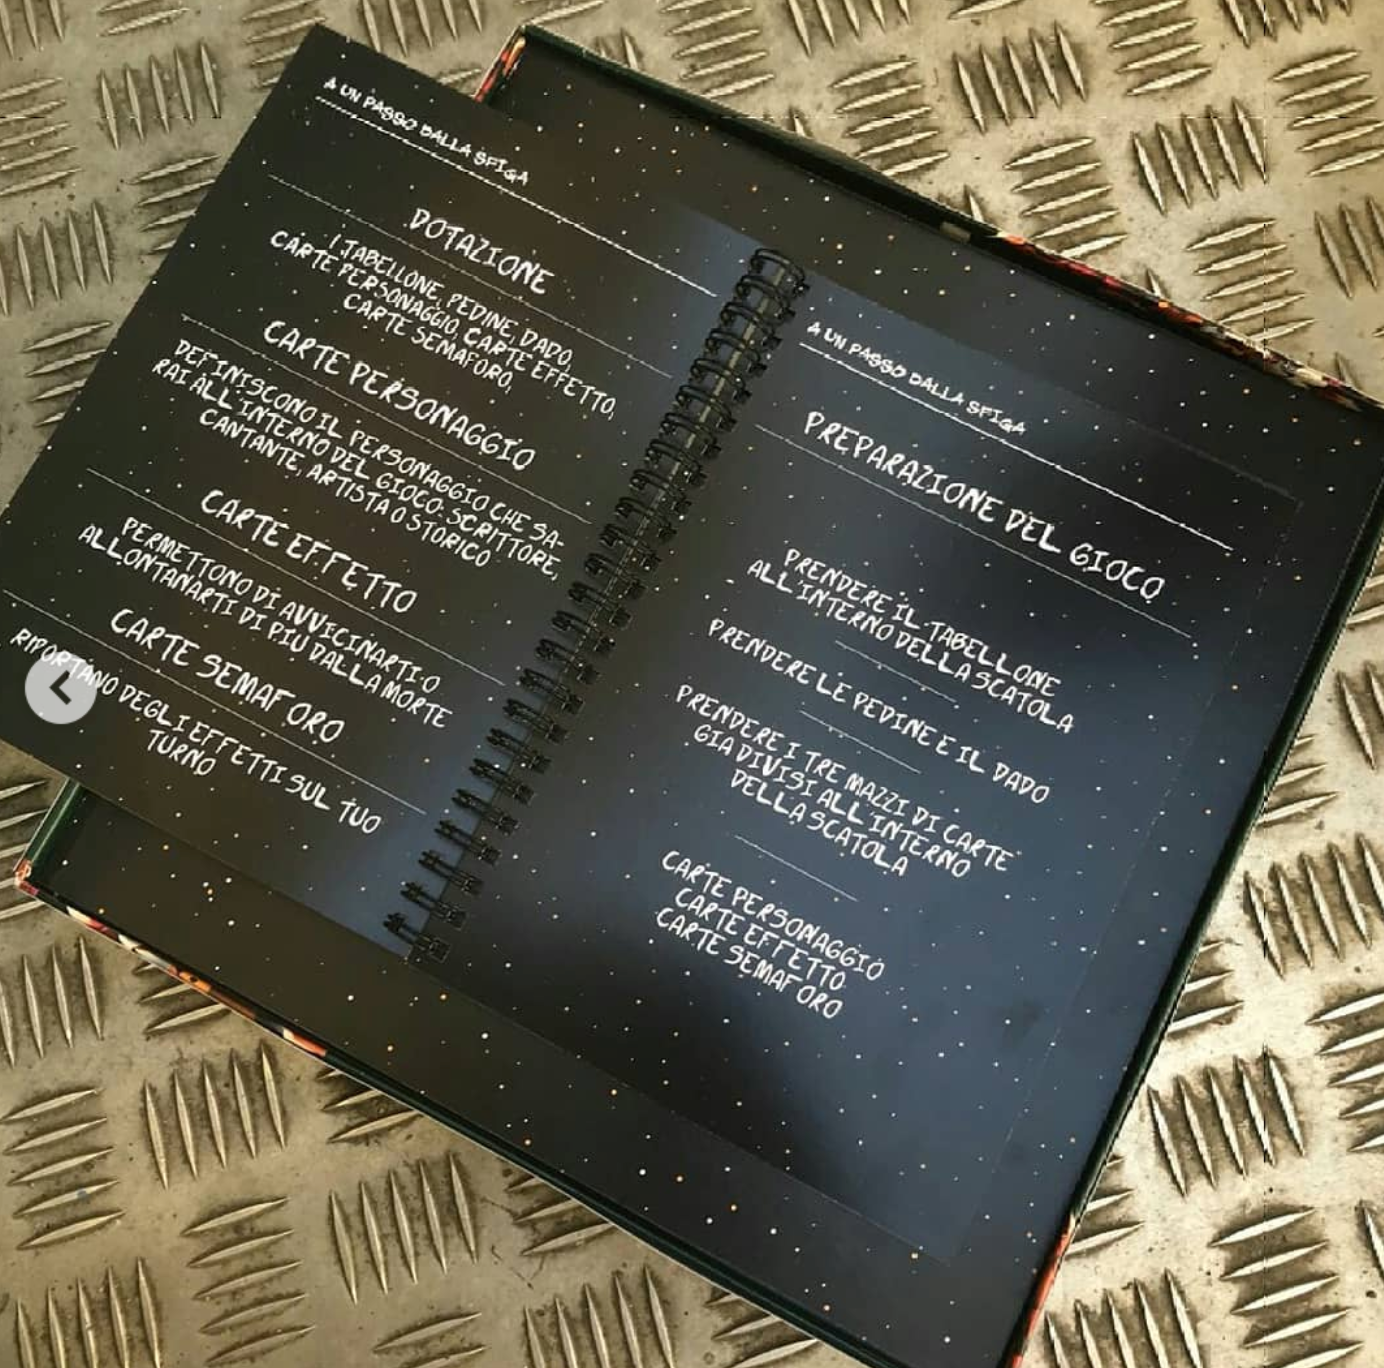 A UN PASSO DALLA SFIGA
DOTAZIONE
1 TABELLONE, PEDINE, DADO,
CARTE PERSONAGGIO, CARTE EFFETTO,
CARTE SEMAFORO,
CARTE PERSONAGGIO
DEFINISCONO IL PERSONAGGIO CHE SA-
RAI ALL'INTERNO DEL GIOCO: SCRITTORE,
CANTANTE, ARTISTA O STORICO
CARTE EFFETTO
PERMETTONO DI AVVICINARTI O
ALLONTANARTI DI PIÙ DALLA MORTE
CARTE SEMAFORO
RIPORTANO DEGLI EFFETTI SUL TUO
TURNO
A UN PASSO DALLA SFIGA
PREPARAZIONE DEL GIOCO
PRENDERE IL TABELLONE
ALL'INTERNO DELLA SCATOLA
PRENDERE LE PEDINE E IL DADO
PRENDERE I TRE MAZZI DI CARTE
GIA DIVISI ALL'INTERNO
DELLA SCATOLA
CARTE PERSONAGGIO
CARTE EFFETTO
CARTE SEMAFORO